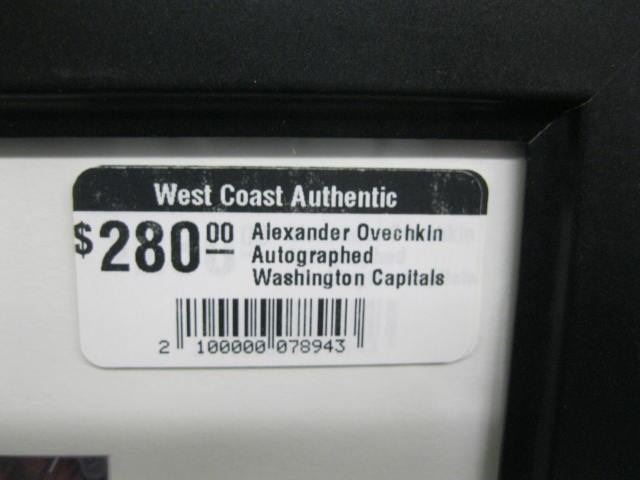 West Coast Authentic
$280.00 Alexander Ovechkin
Autographed
Washington Capitals
2 100000 078943